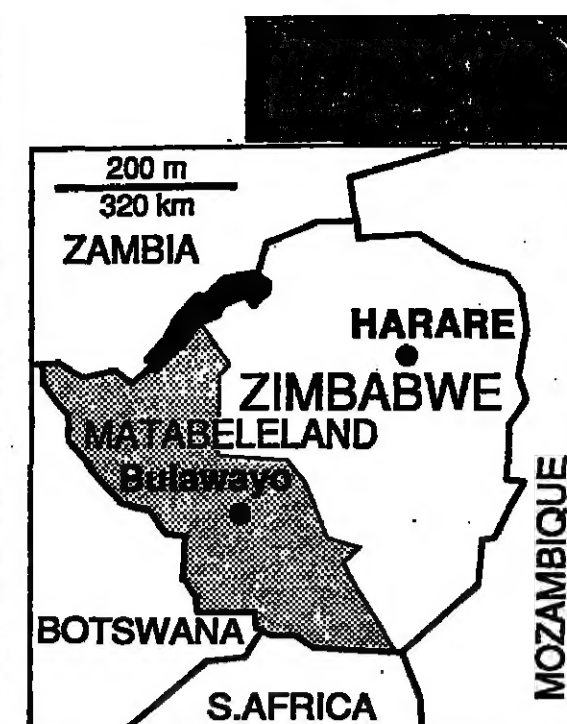 200 m
320 km
ZAMBIA
HARARE
ZIMBABWE
MATABELELAND
Bulawayo
MOZAMBIQUE
BOTSWANA
S.AFRICA